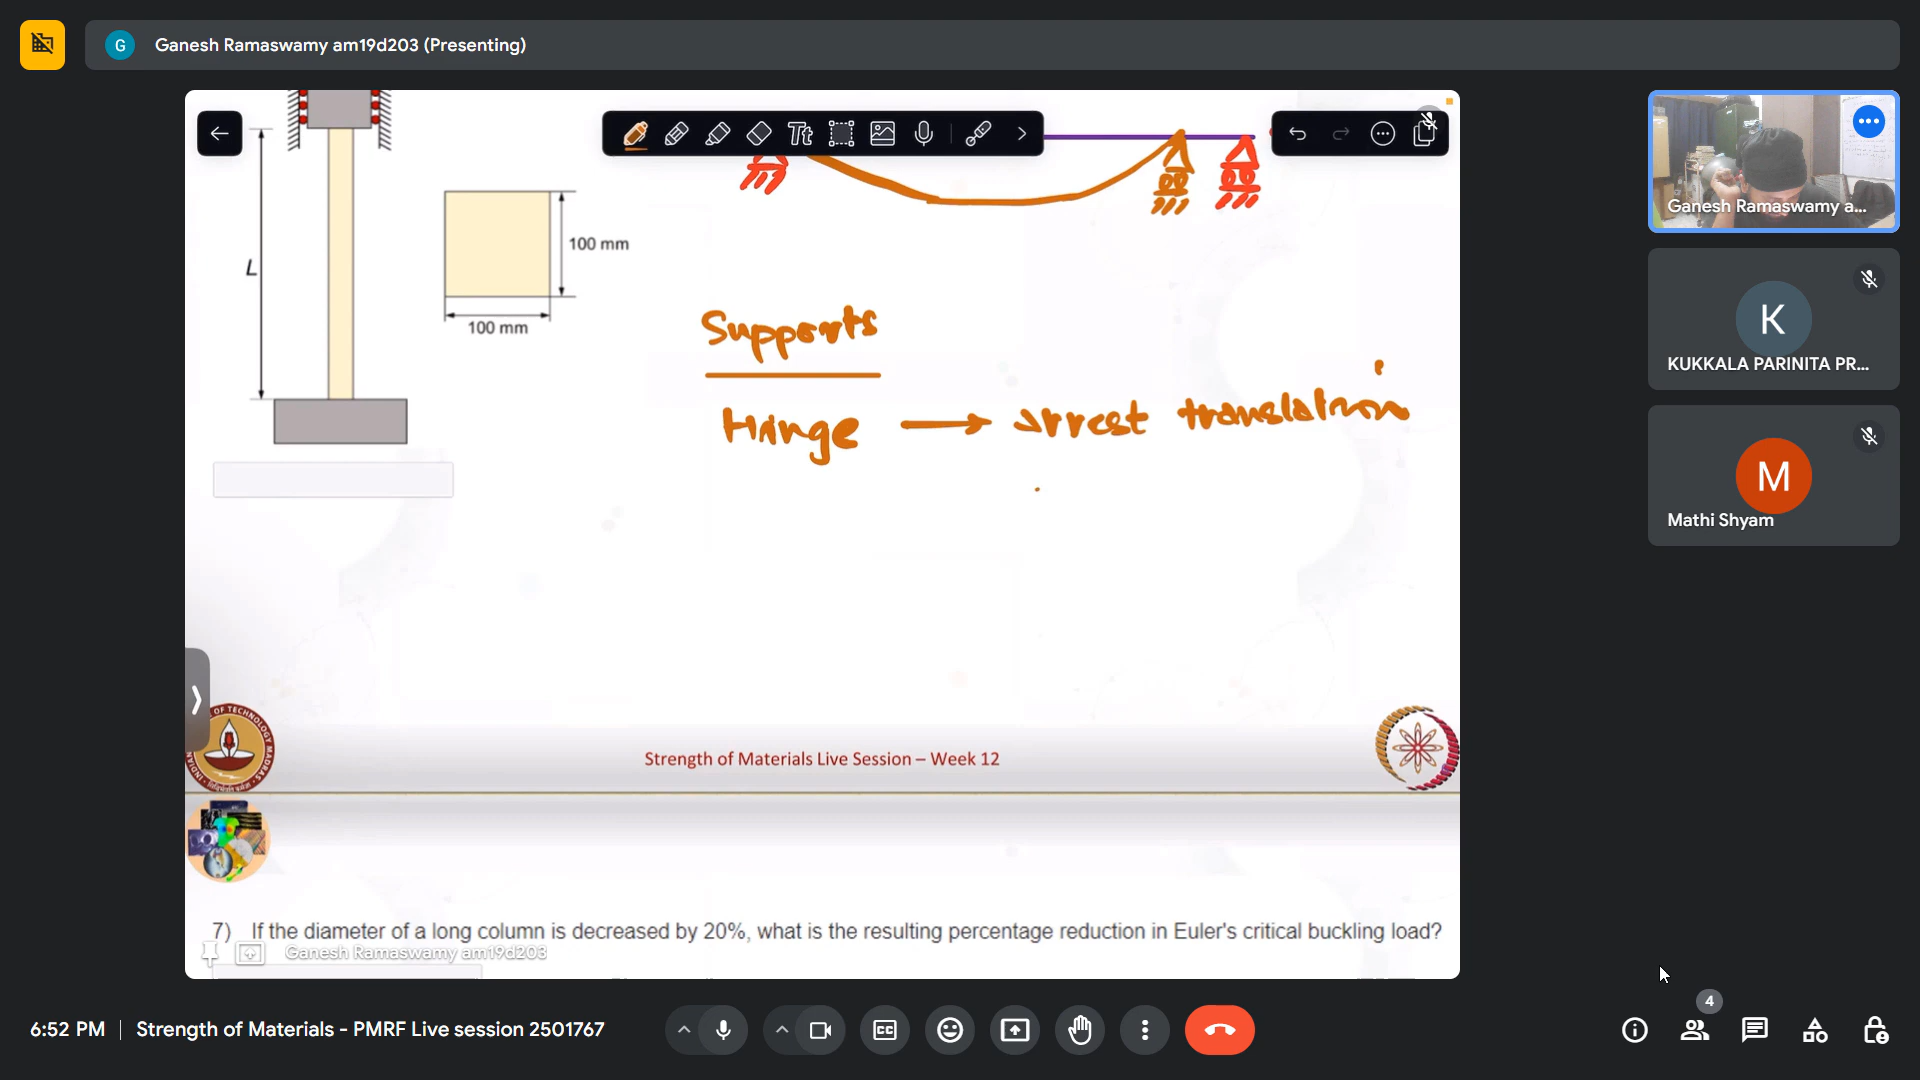 G
Ganesh Ramaswamy am19d203 (Presenting)
Tt
100 mm
L
100 mm
Supports
Hinge → arrest translation
Strength of Materials Live Session – Week 12
7) If the diameter of a long column is decreased by 20%, what is the resulting percentage reduction in Euler's critical buckling load?
Ganesh Ramaswamy am19d203
Ganesh Ramaswamy a...
K
KUKKALA PARINITA PR...
M
Mathi Shyam
6:52 PM | Strength of Materials - PMRF Live session 2501767
CC
4